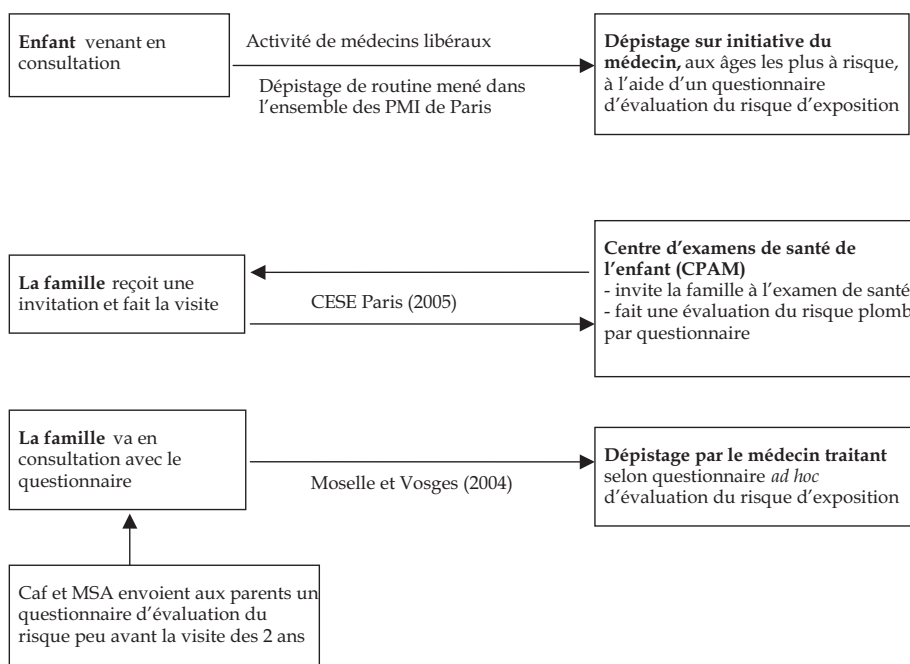 Enfant venant en
consultation
Activité de médecins libéraux
Dépistage de routine mené dans
l'ensemble des PMI de Paris
Dépistage sur initiative du
médecin, aux âges les plus à risque,
à l'aide d'un questionnaire
d'évaluation du risque d'exposition
La famille reçoit une
invitation et fait la visite
CESE Paris (2005)
Centre d'examens de santé de
l'enfant (CPAM)
- invite la famille à l'examen de santé
- fait une évaluation du risque plomb
par questionnaire
La famille va en
consultation avec le
questionnaire
Moselle et Vosges (2004)
Dépistage par le médecin traitant
selon questionnaire ad hoc
d'évaluation du risque d'exposition
Caf et MSA envoient aux parents un
questionnaire d'évaluation du
risque peu avant la visite des 2 ans